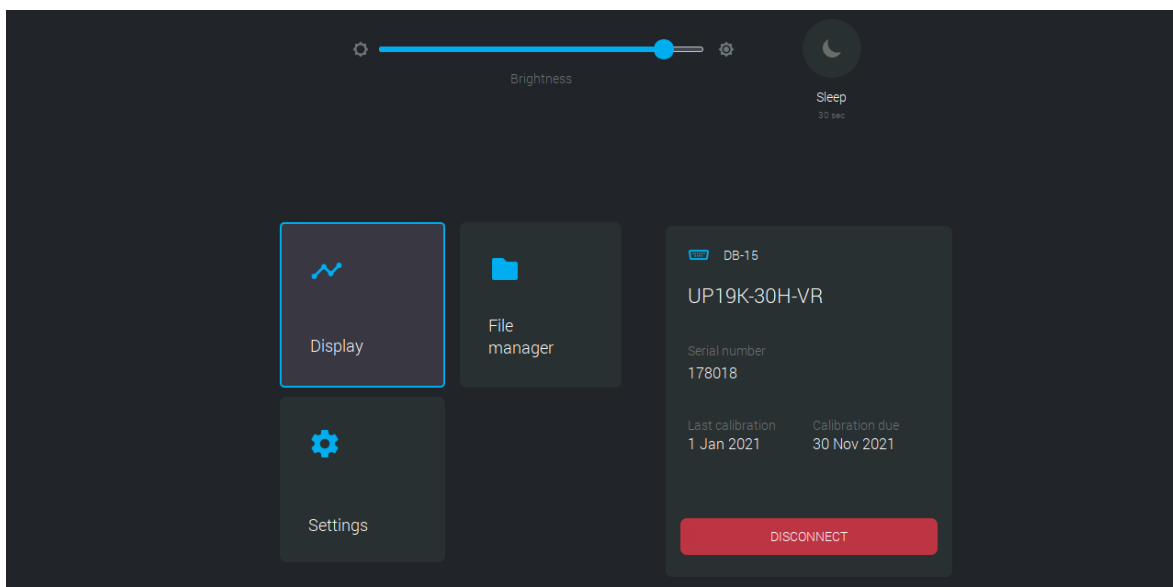 Brightness
Sleep
30 sec
Display
File
manager
Settings
DB-15
UP19K-30H-VR
Serial number
178018
Last calibration Calibration due
1 Jan 2021 30 Nov 2021
DISCONNECT